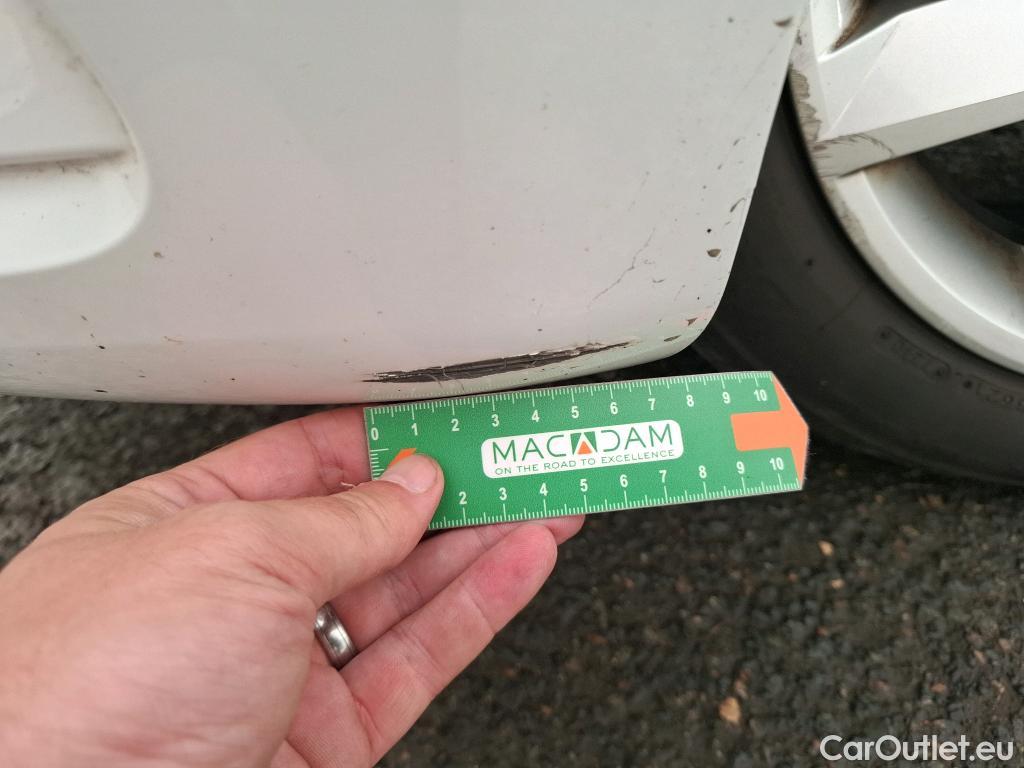 0 1 2 3 4 5 6 7 8 9 10
MACADAM
ON THE ROAD TO EXCELLENCE
2 3 4 5 6 7 8 9 10
CarOutlet.eu